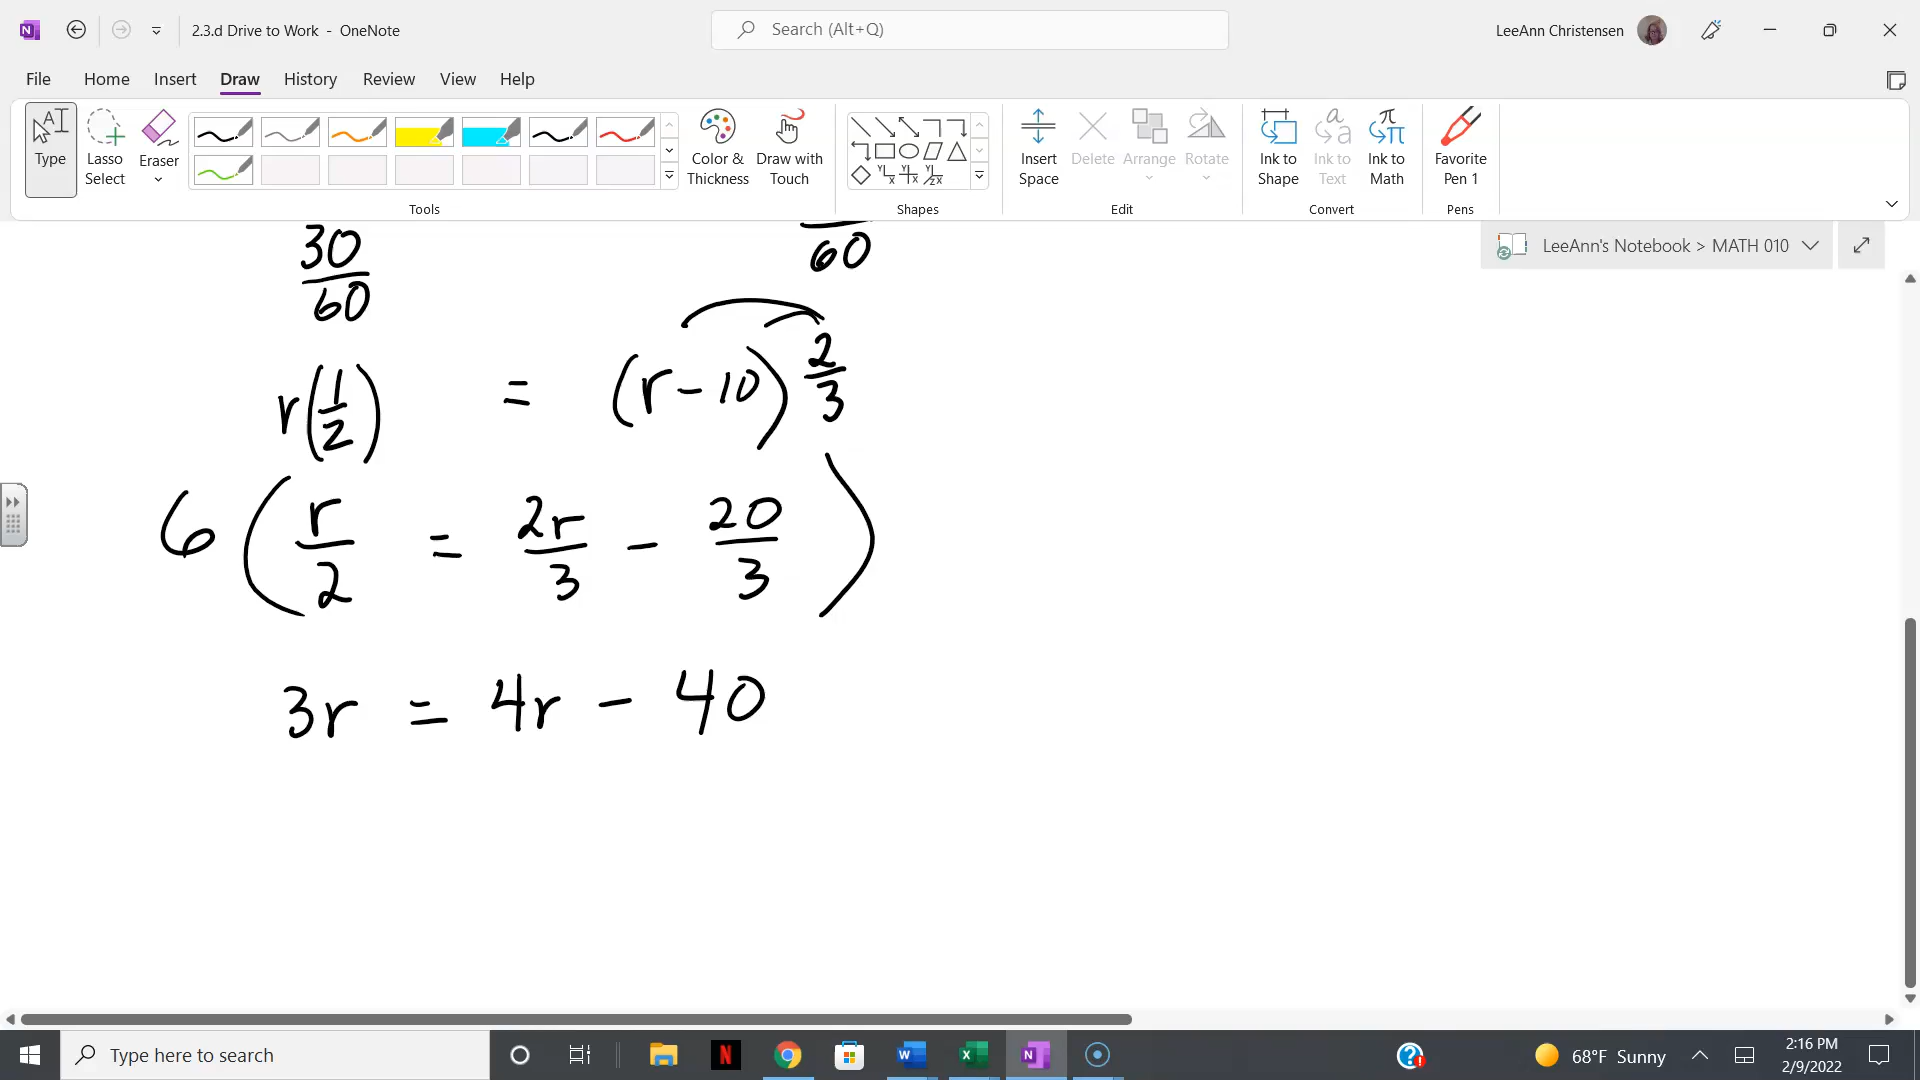 2.3.d Drive to Work - OneNote
Search (Alt+Q)
LeeAnn Christensen
File Home Insert Draw History Review View Help
Type
Lasso Select
Eraser
Color & Thickness
Draw with Touch
Insert Space
Delete
Arrange
Rotate
Ink to Shape
Ink to Text
Ink to Math
Favorite Pen 1
Tools Shapes Edit Convert Pens
LeeAnn's Notebook > MATH 010
30/60
60
r(1/2) = (r - 10) 2/3
6 ( r/2 = 2r/3 - 20/3 )
3r = 4r - 40
Type here to search
68°F Sunny
2:16 PM
2/9/2022